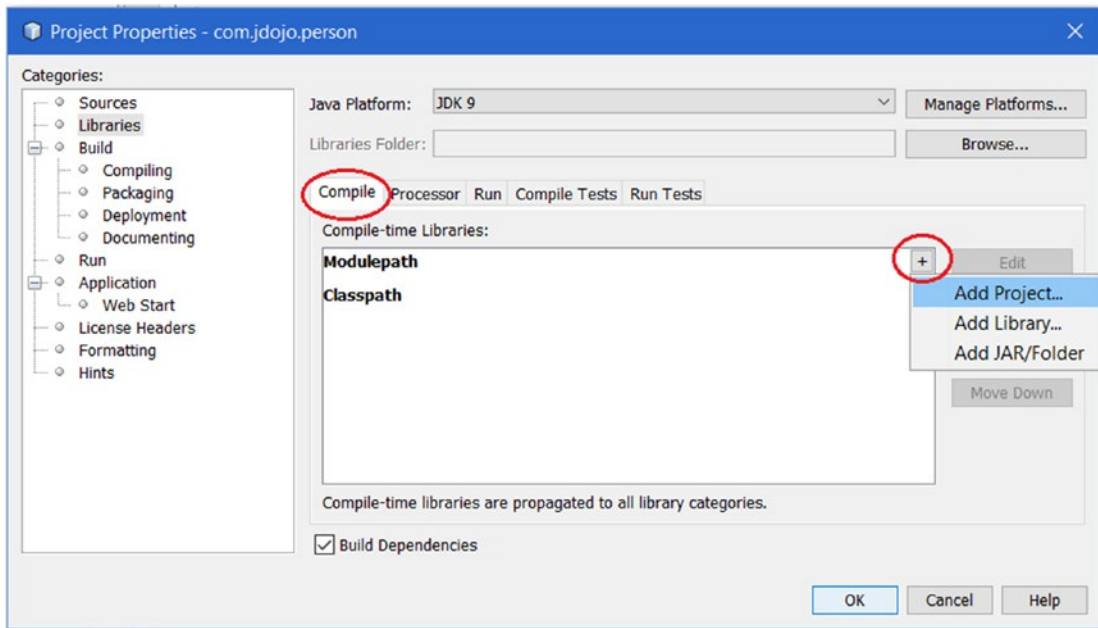 Project Properties - com.jdojo.person
Categories:
Sources
Libraries
Build
Compiling
Packaging
Deployment
Documenting
Run
Application
Web Start
License Headers
Formatting
Hints
Java Platform:
JDK 9
Manage Platforms...
Libraries Folder:
Browse...
Compile Processor Run Compile Tests Run Tests
Compile-time Libraries:
Modulepath
+
Edit
Classpath
Add Project...
Add Library...
Add JAR/Folder
Move Down
Compile-time libraries are propagated to all library categories.
Build Dependencies
OK Cancel Help